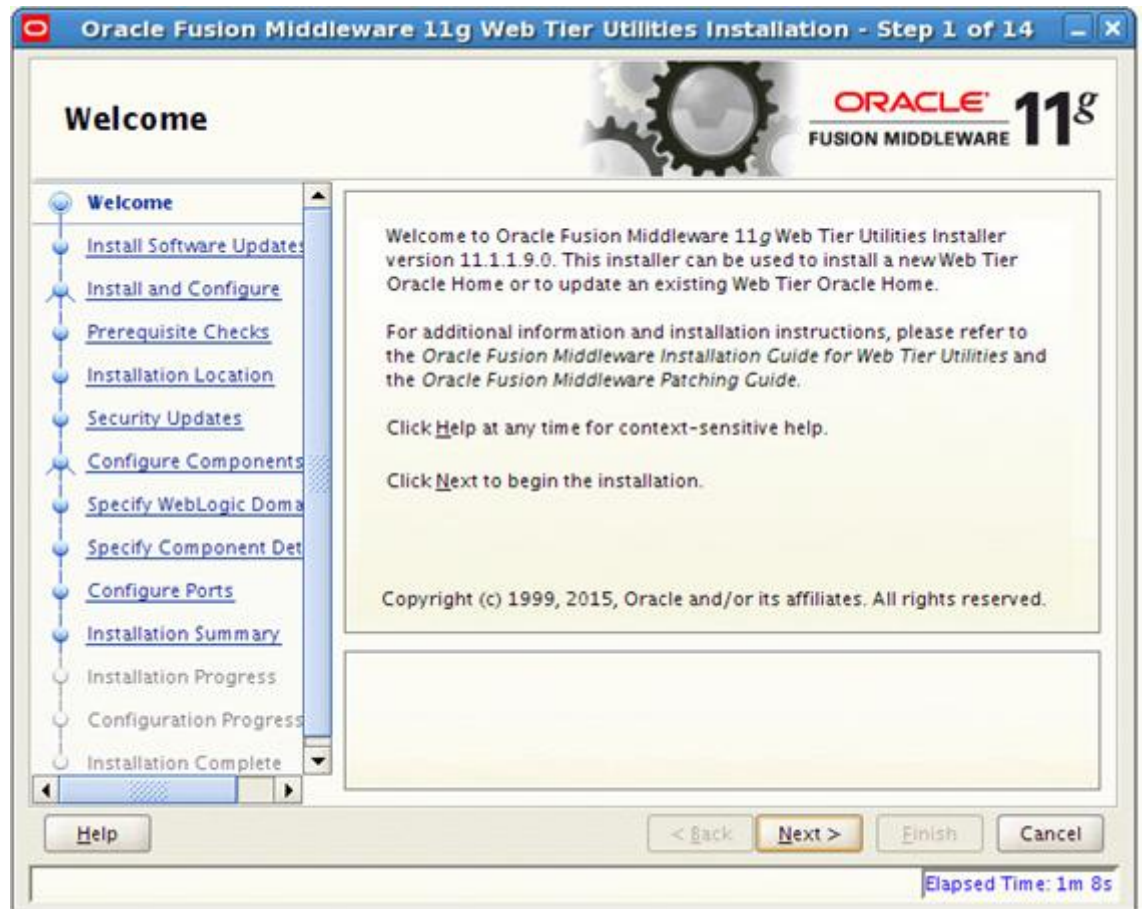 Oracle Fusion Middleware 11g Web Tier Utilities Installation - Step 1 of 14
Welcome
ORACLE
FUSION MIDDLEWARE
11g
Welcome
Install Software Updates
Install and Configure
Prerequisite Checks
Installation Location
Security Updates
Configure Components
Specify WebLogic Doma
Specify Component Det
Configure Ports
Installation Summary
Installation Progress
Configuration Progress
Installation Complete
Welcome to Oracle Fusion Middleware 11g Web Tier Utilities Installer
version 11.1.1.9.0. This installer can be used to install a new Web Tier
Oracle Home or to update an existing Web Tier Oracle Home.
For additional information and installation instructions, please refer to
the Oracle Fusion Middleware Installation Guide for Web Tier Utilities and
the Oracle Fusion Middleware Patching Guide.
Click Help at any time for context-sensitive help.
Click Next to begin the installation.
Copyright (c) 1999, 2015, Oracle and/or its affiliates. All rights reserved.
Help
< Back
Next >
Finish
Cancel
Elapsed Time: 1m 8s